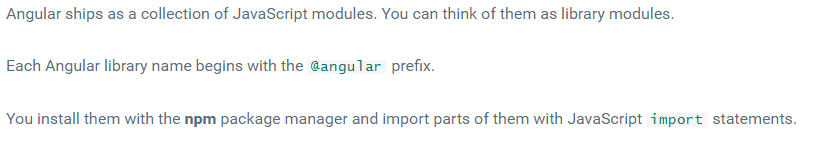 Angular ships as a collection of JavaScript modules. You can think of them as library modules.
Each Angular library name begins with the @angular prefix.
You install them with the npm package manager and import parts of them with JavaScript import statements.